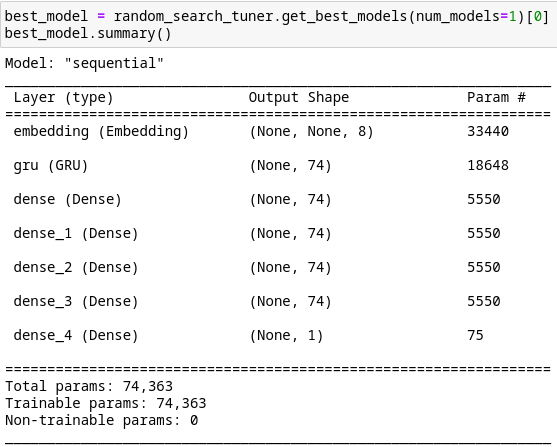 best_model = random_search_tuner.get_best_models(num_models=1)[0]
best_model.summary()
Model: "sequential"
_________________________________________________________________
Layer (type) Output Shape Param #
=================================================================
embedding (Embedding) (None, None, 8) 33440
gru (GRU) (None, 74) 18648
dense (Dense) (None, 74) 5550
dense_1 (Dense) (None, 74) 5550
dense_2 (Dense) (None, 74) 5550
dense_3 (Dense) (None, 74) 5550
dense_4 (Dense) (None, 1) 75
=================================================================
Total params: 74,363
Trainable params: 74,363
Non-trainable params: 0
_________________________________________________________________